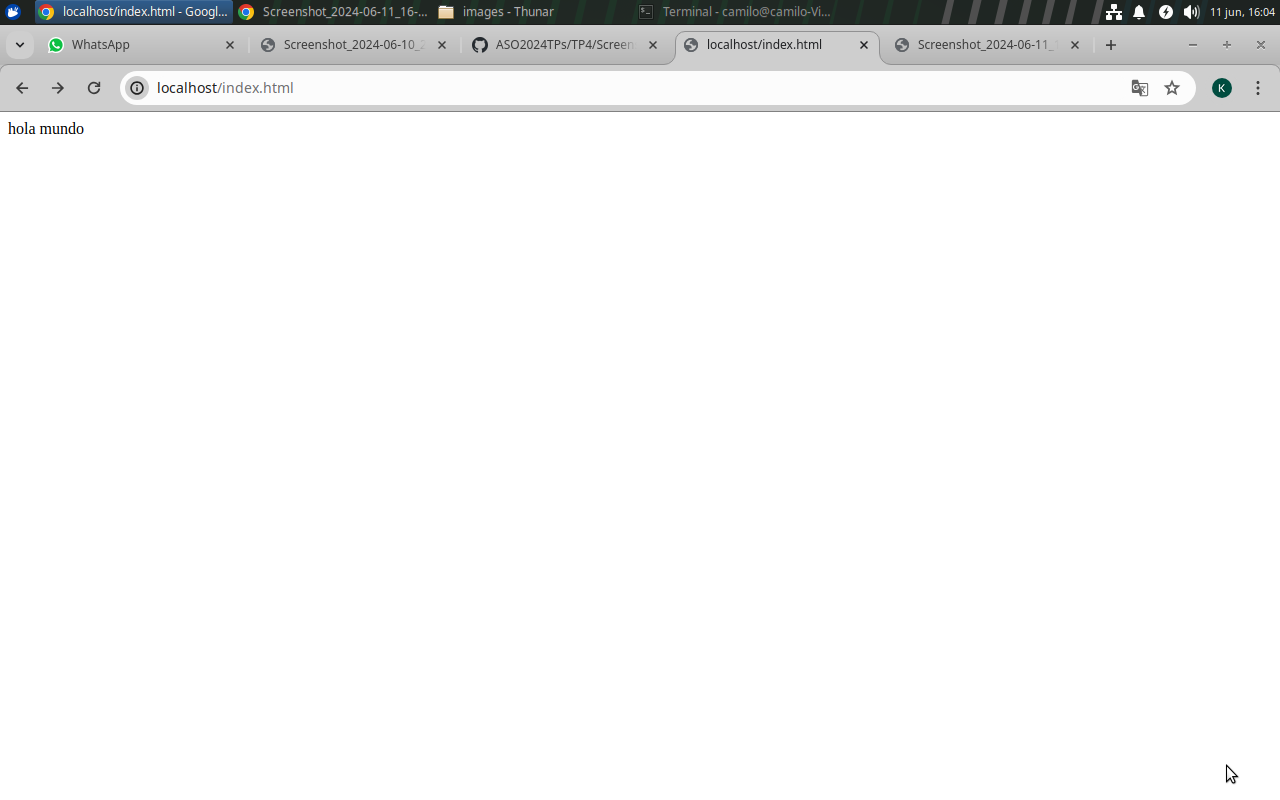 localhost/index.html - Googl...
Screenshot_2024-06-11_16-...
images - Thunar
Terminal - camilo@camilo-Vi...
11 jun, 16:04
WhatsApp
Screenshot_2024-06-10_2
ASO2024TPs/TP4/Screen
localhost/index.html
Screenshot_2024-06-11_1
localhost/index.html
K
hola mundo